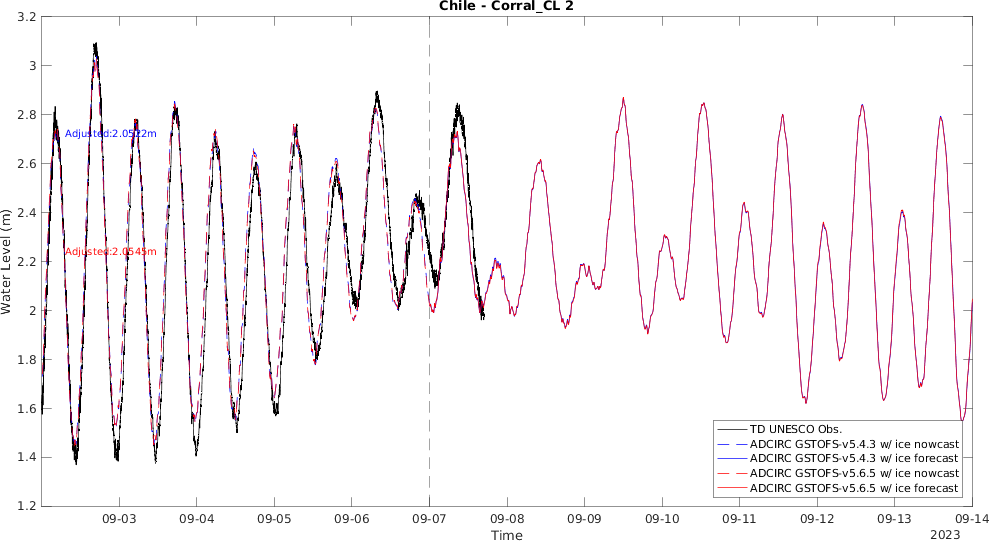 Chile - Corral_CL 2
3.2
3
2.8
2.6
2.4
2.2
2
1.8
1.6
1.4
1.2
Water Level (m)
Adjusted:2.0522m
Adjusted:2.0545m
TD UNESCO Obs.
ADCIRC GSTOFS-v5.4.3 w/ ice nowcast
ADCIRC GSTOFS-v5.4.3 w/ ice forecast
ADCIRC GSTOFS-v5.6.5 w/ ice nowcast
ADCIRC GSTOFS-v5.6.5 w/ ice forecast
09-03 09-04 09-05 09-06 09-07 09-08 09-09 09-10 09-11 09-12 09-13 09-14
Time
2023